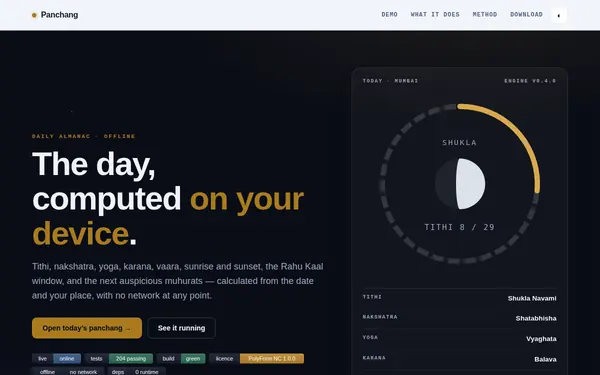 Panchang
DEMO WHAT IT DOES METHOD DOWNLOAD
DAILY ALMANAC · OFFLINE
The day,
computed on your
device.
Tithi, nakshatra, yoga, karana, vaara, sunrise and sunset, the Rahu Kaal
window, and the next auspicious muhurats — calculated from the date
and your place, with no network at any point.
Open today's panchang →
See it running
live online tests 204 passing build green licence PolyForm NC 1.0.0
offline no network deps 0 runtime
TODAY · MUMBAI
ENGINE V0.4.0
SHUKLA
TITHI 8 / 29
TITHI Shukla Navami
NAKSHATRA Shatabhisha
YOGA Vyaghata
KARANA Balava